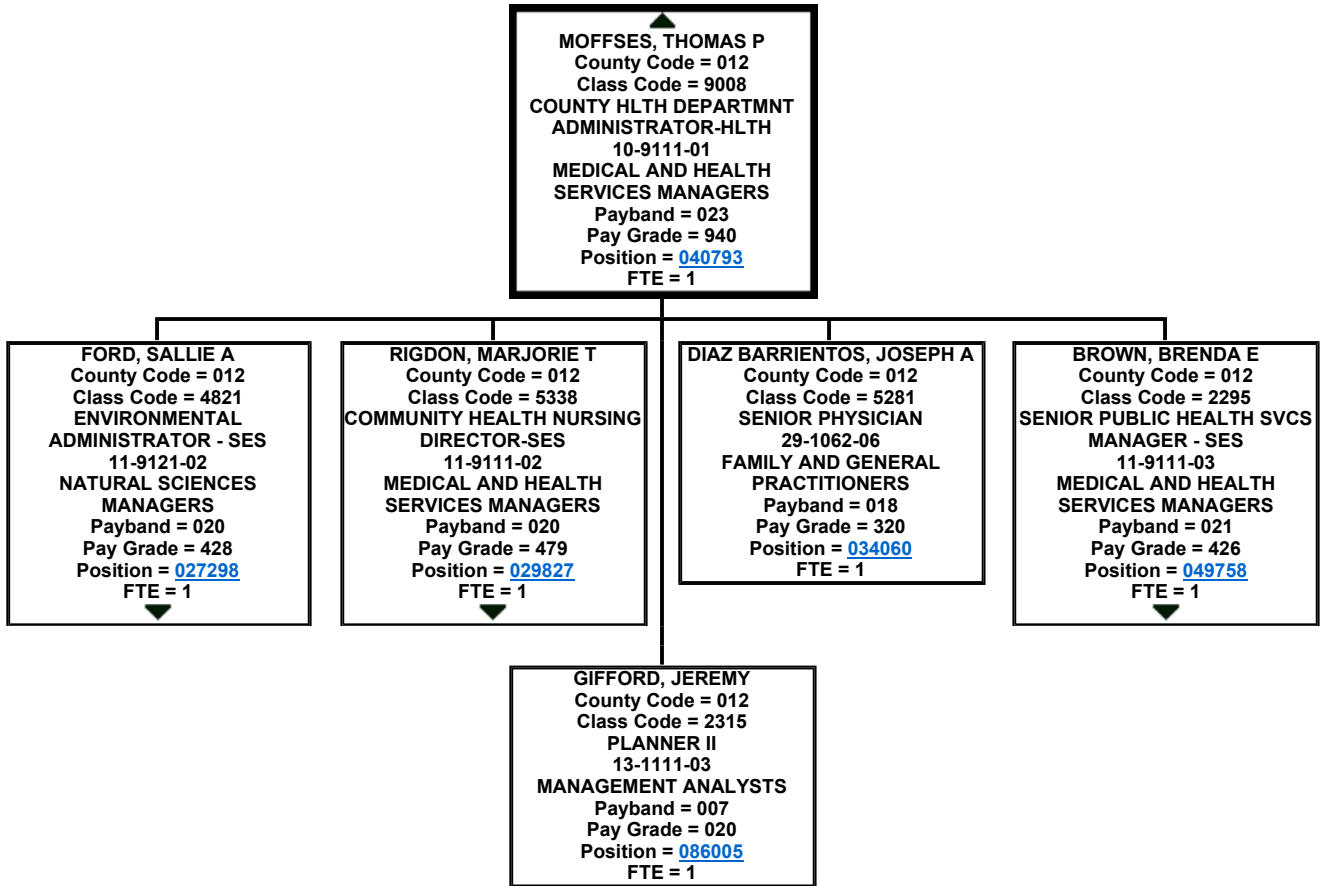 MOFFSES, THOMAS P
County Code = 012
Class Code = 9008
COUNTY HLTH DEPARTMNT
ADMINISTRATOR-HLTH
10-9111-01
MEDICAL AND HEALTH
SERVICES MANAGERS
Payband = 023
Pay Grade = 940
Position = 040793
FTE = 1
FORD, SALLIE A
County Code = 012
Class Code = 4821
ENVIRONMENTAL
ADMINISTRATOR - SES
11-9121-02
NATURAL SCIENCES
MANAGERS
Payband = 020
Pay Grade = 428
Position = 027298
FTE = 1
RIGDON, MARJORIE T
County Code = 012
Class Code = 5338
COMMUNITY HEALTH NURSING
DIRECTOR-SES
11-9111-02
MEDICAL AND HEALTH
SERVICES MANAGERS
Payband = 020
Pay Grade = 479
Position = 029827
FTE = 1
DIAZ BARRIENTOS, JOSEPH A
County Code = 012
Class Code = 5281
SENIOR PHYSICIAN
29-1062-06
FAMILY AND GENERAL
PRACTITIONERS
Payband = 018
Pay Grade = 320
Position = 034060
FTE = 1
BROWN, BRENDA E
County Code = 012
Class Code = 2295
SENIOR PUBLIC HEALTH SVCS
MANAGER - SES
11-9111-03
MEDICAL AND HEALTH
SERVICES MANAGERS
Payband = 021
Pay Grade = 426
Position = 049758
FTE = 1
GIFFORD, JEREMY
County Code = 012
Class Code = 2315
PLANNER II
13-1111-03
MANAGEMENT ANALYSTS
Payband = 007
Pay Grade = 020
Position = 086005
FTE = 1